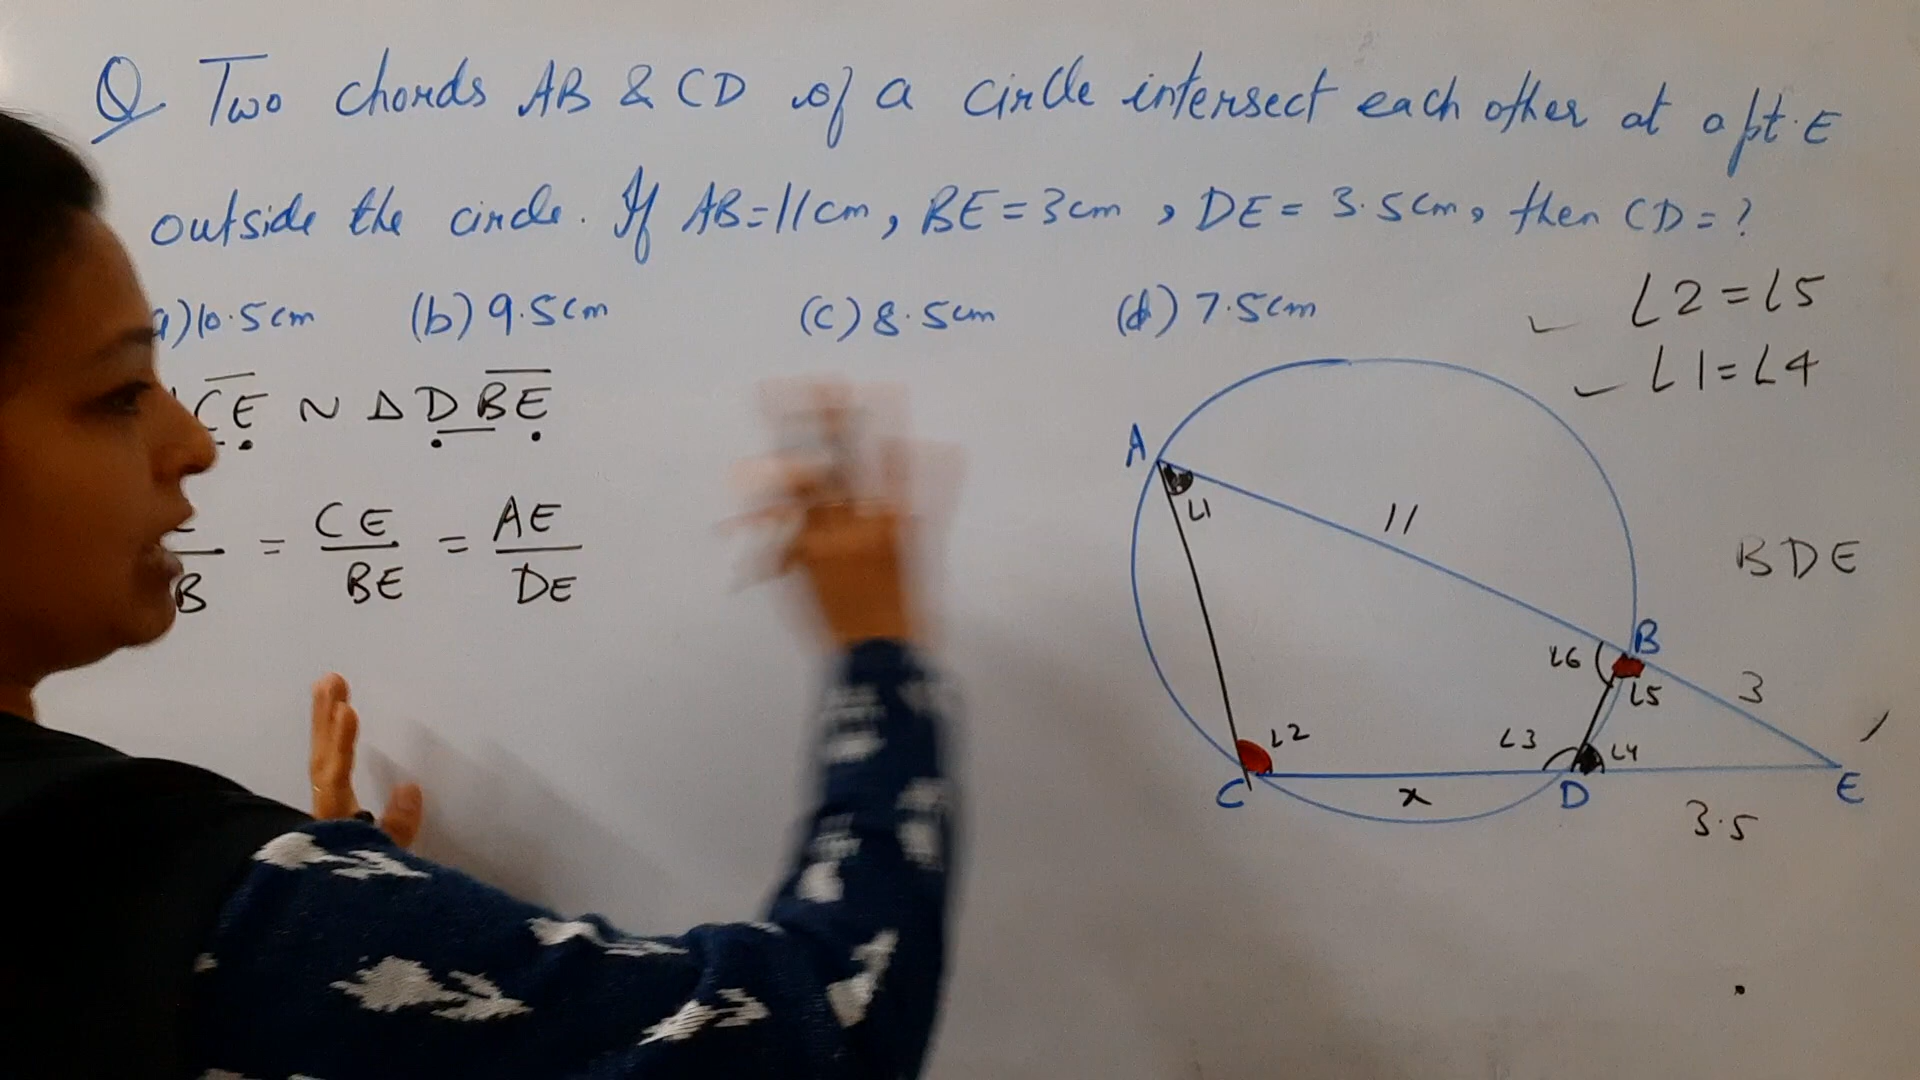 Q Two chords AB & CD of a circle intersect each other at a pt. E
outside the circle. If AB=11cm, BE=3cm, DE=3.5cm, then CD=?
a) 10.5cm (b) 9.5cm (c) 8.5cm (d) 7.5cm
∠2=∠5
∠1=∠4
CE ~ Δ DBE
B = CE/BE = AE/DE
A
∠1
11
BDE
B
∠6
∠5
3
∠2
∠3
∠4
C
x
D
E
3.5